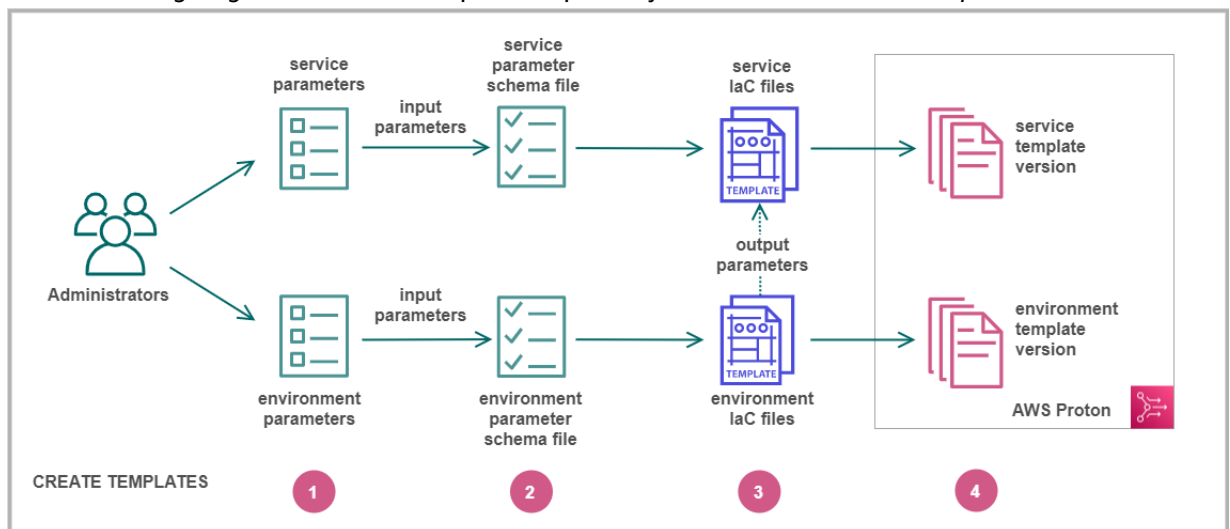 service
parameters
input
parameters
service
parameter
schema file
service
IaC files
TEMPLATE
service
template
version
Administrators
output
parameters
input
parameters
environment
parameters
environment
parameter
schema file
TEMPLATE
environment
IaC files
environment
template
version
AWS Proton
CREATE TEMPLATES
1
2
3
4